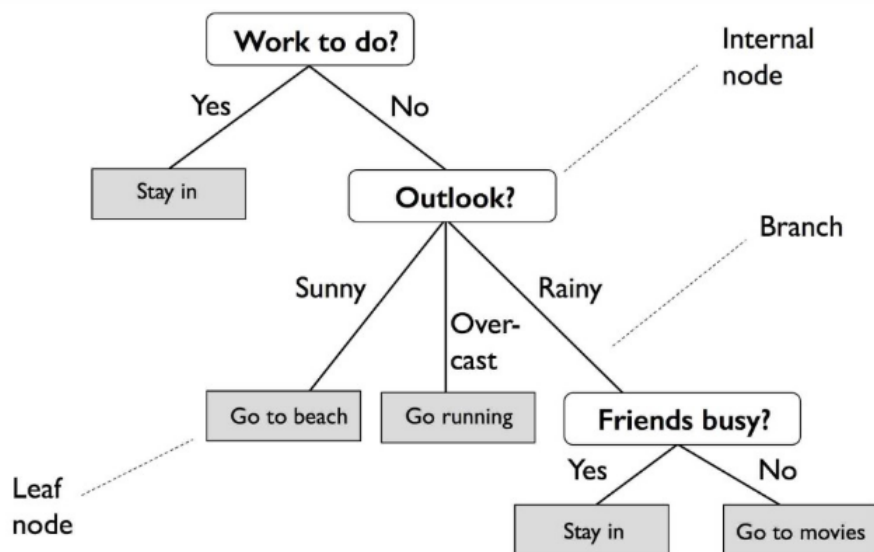 Work to do?
Internal
node
Yes
No
Stay in
Outlook?
Branch
Sunny
Rainy
Over-
cast
Go to beach
Go running
Friends busy?
Yes
No
Leaf
node
Stay in
Go to movies